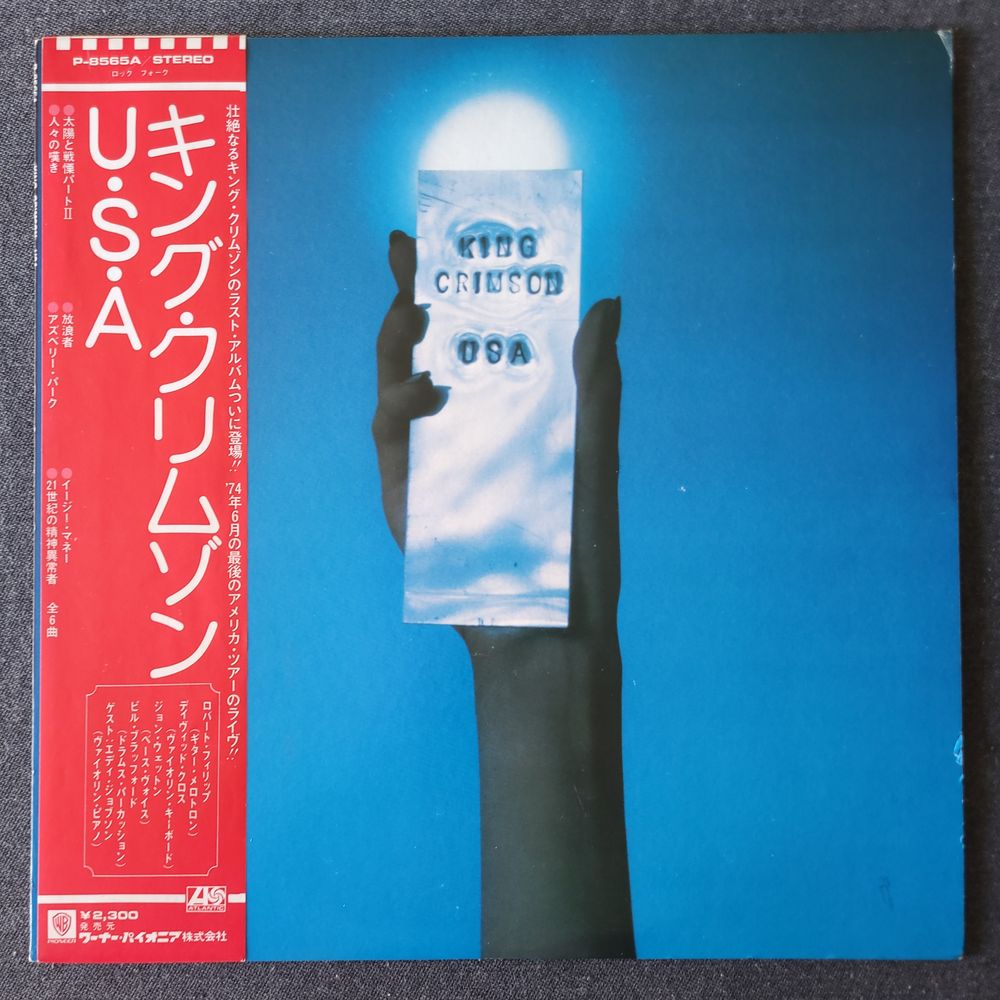 P-8565A/STEREO
ロック フォーク
壮絶なるキング・クリムゾンのラスト・アルバムついに登場!! '74年6月の最後のアメリカ・ツアーのライヴ!!
キング・クリムゾン
U・S・A
●太陽と戦慄パートII
●人々の嘆き
●放浪者
●アズベリー・パーク
●イージー・マネー
●21世紀の精神異常者 全6曲
ロバート・フィリップ
(ギター・メロトロン)
デイヴィッド・クロス
(ヴァイオリン・キーボード)
ジョン・ウェットン
(ベース・ヴォイス)
ビル・ブラッフォード
(ドラムス・パーカッション)
ゲスト:エディ・ジョブソン
(ヴァイオリン・ピアノ)
ATLANTIC
WB
PIONEER
¥2,300
発売元
ワーナー・パイオニア株式会社
KING
CRIMSON
USA